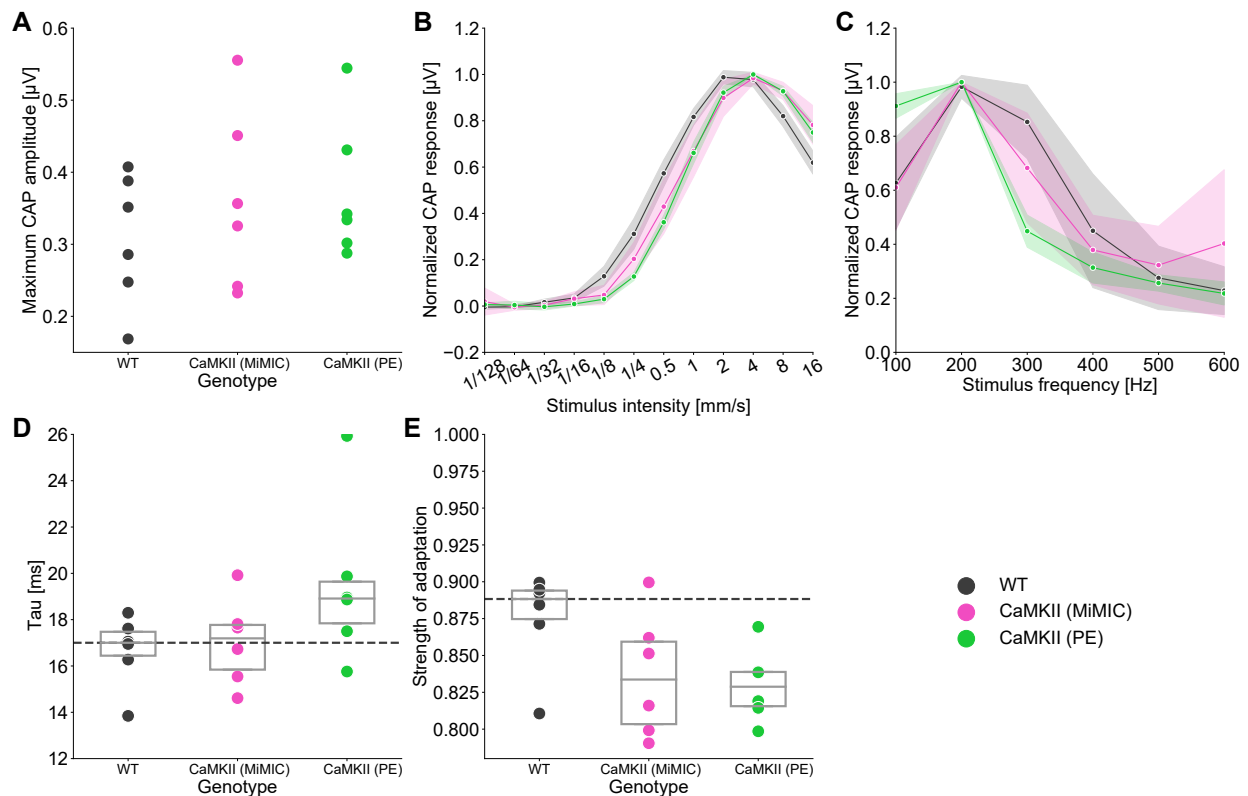 A
Maximum CAP amplitude [µV]
0.6
0.5
0.4
0.3
0.2
WT
CaMKII (MiMIC)
CaMKII (PE)
Genotype
B
Normalized CAP response [µV]
1.2
1.0
0.8
0.6
0.4
0.2
0.0
−0.2
1/128
1/64
1/32
1/16
1/8
1/4
0.5
1
2
4
8
16
Stimulus intensity [mm/s]
C
Normalized CAP response [µV]
1.2
1.0
0.8
0.6
0.4
0.2
0.0
100
200
300
400
500
600
Stimulus frequency [Hz]
D
Tau [ms]
26
24
22
20
18
16
14
12
WT
CaMKII (MiMIC)
CaMKII (PE)
Genotype
E
Strength of adaptation
1.000
0.975
0.950
0.925
0.900
0.875
0.850
0.825
0.800
WT
CaMKII (MiMIC)
CaMKII (PE)
Genotype
WT
CaMKII (MiMIC)
CaMKII (PE)